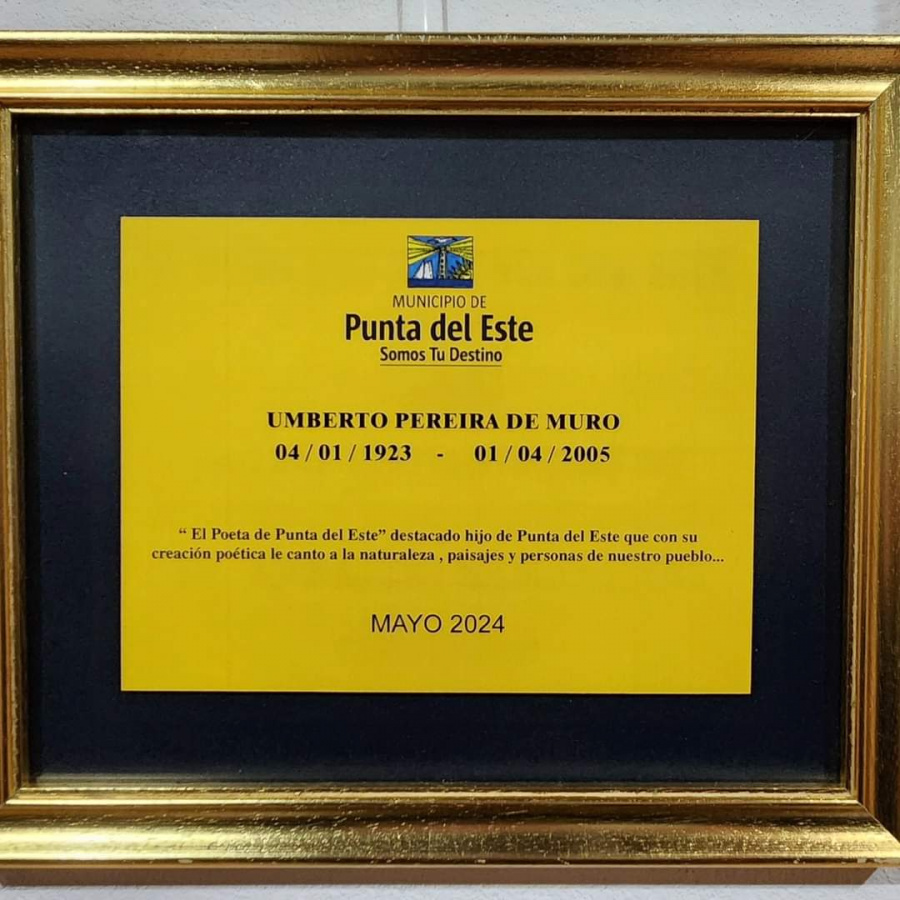 MUNICIPIO DE
Punta del Este
Somos Tu Destino
UMBERTO PEREIRA DE MURO
04 / 01 / 1923 - 01 / 04 / 2005
“ El Poeta de Punta del Este” destacado hijo de Punta del Este que con su
creación poética le canto a la naturaleza , paisajes y personas de nuestro pueblo...
MAYO 2024